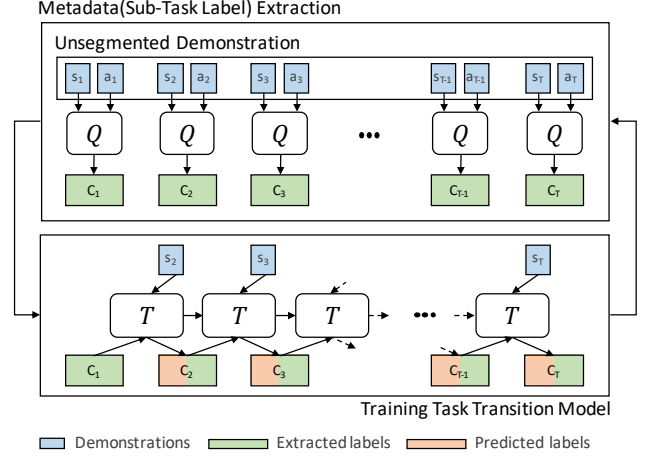 Metadata(Sub-Task Label) Extraction
Unsegmented Demonstration
s1 a1 s2 a2 s3 a3 sT-1 aT-1 sT aT
Q Q Q ... Q Q
C1 C2 C3 CT-1 CT
s2 s3 sT
T T T ... T
C1 C2 C3 CT-1 CT
Training Task Transition Model
Demonstrations Extracted labels Predicted labels